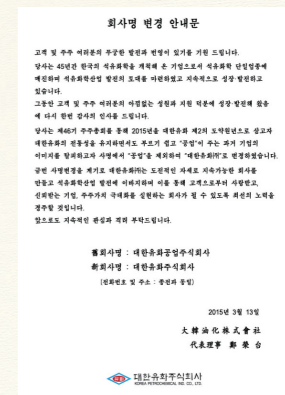 회사명 변경 안내문
고객 및 주주 여러분의 무궁한 발전과 번영이 있기를 기원 드립니다.
당사는 45년간 한국의 석유화학을 개척해 온 기업으로서 석유화학 단일업종에
매진하며 석유화학산업 발전의 토대를 마련하였고 지속적으로 성장·발전하고
있습니다.
그동안 고객 및 주주 여러분의 아낌없는 성원과 지원 덕분에 성장·발전해 왔음
에 다시 한번 감사의 인사를 드립니다.
당사는 제46기 주주총회를 통해 2015년을 대한유화 제2의 도약원년으로 삼고자
대한유화의 전통성을 유지하면서도 부르기 쉽고 "공업"이 주는 과거 기업의
이미지를 탈피하고자 사명에서 "공업"을 제외하여 "대한유화㈜"로 변경하였습니다.
금번 사명변경을 계기로 대한유화㈜는 도전적인 자세로 지속가능한 회사를
만들고 석유화학산업 발전에 이바지하며 이를 통해 고객으로부터 사랑받고,
신뢰받는 기업, 주주가치의 극대화를 실현하는 회사가 될 수 있도록 최선의 노력을
경주할 것입니다.
앞으로도 지속적인 관심과 격려 부탁드립니다.
舊회사명 : 대한유화공업주식회사
新회사명 : 대한유화주식회사
(전화번호 및 주소 : 종전과 동일)
2015년 3월 13일
大韓油化株式會社
代表理事 鄭 榮 台
대한유화주식회사
KOREA PETROCHEMICAL IND. CO., LTD.